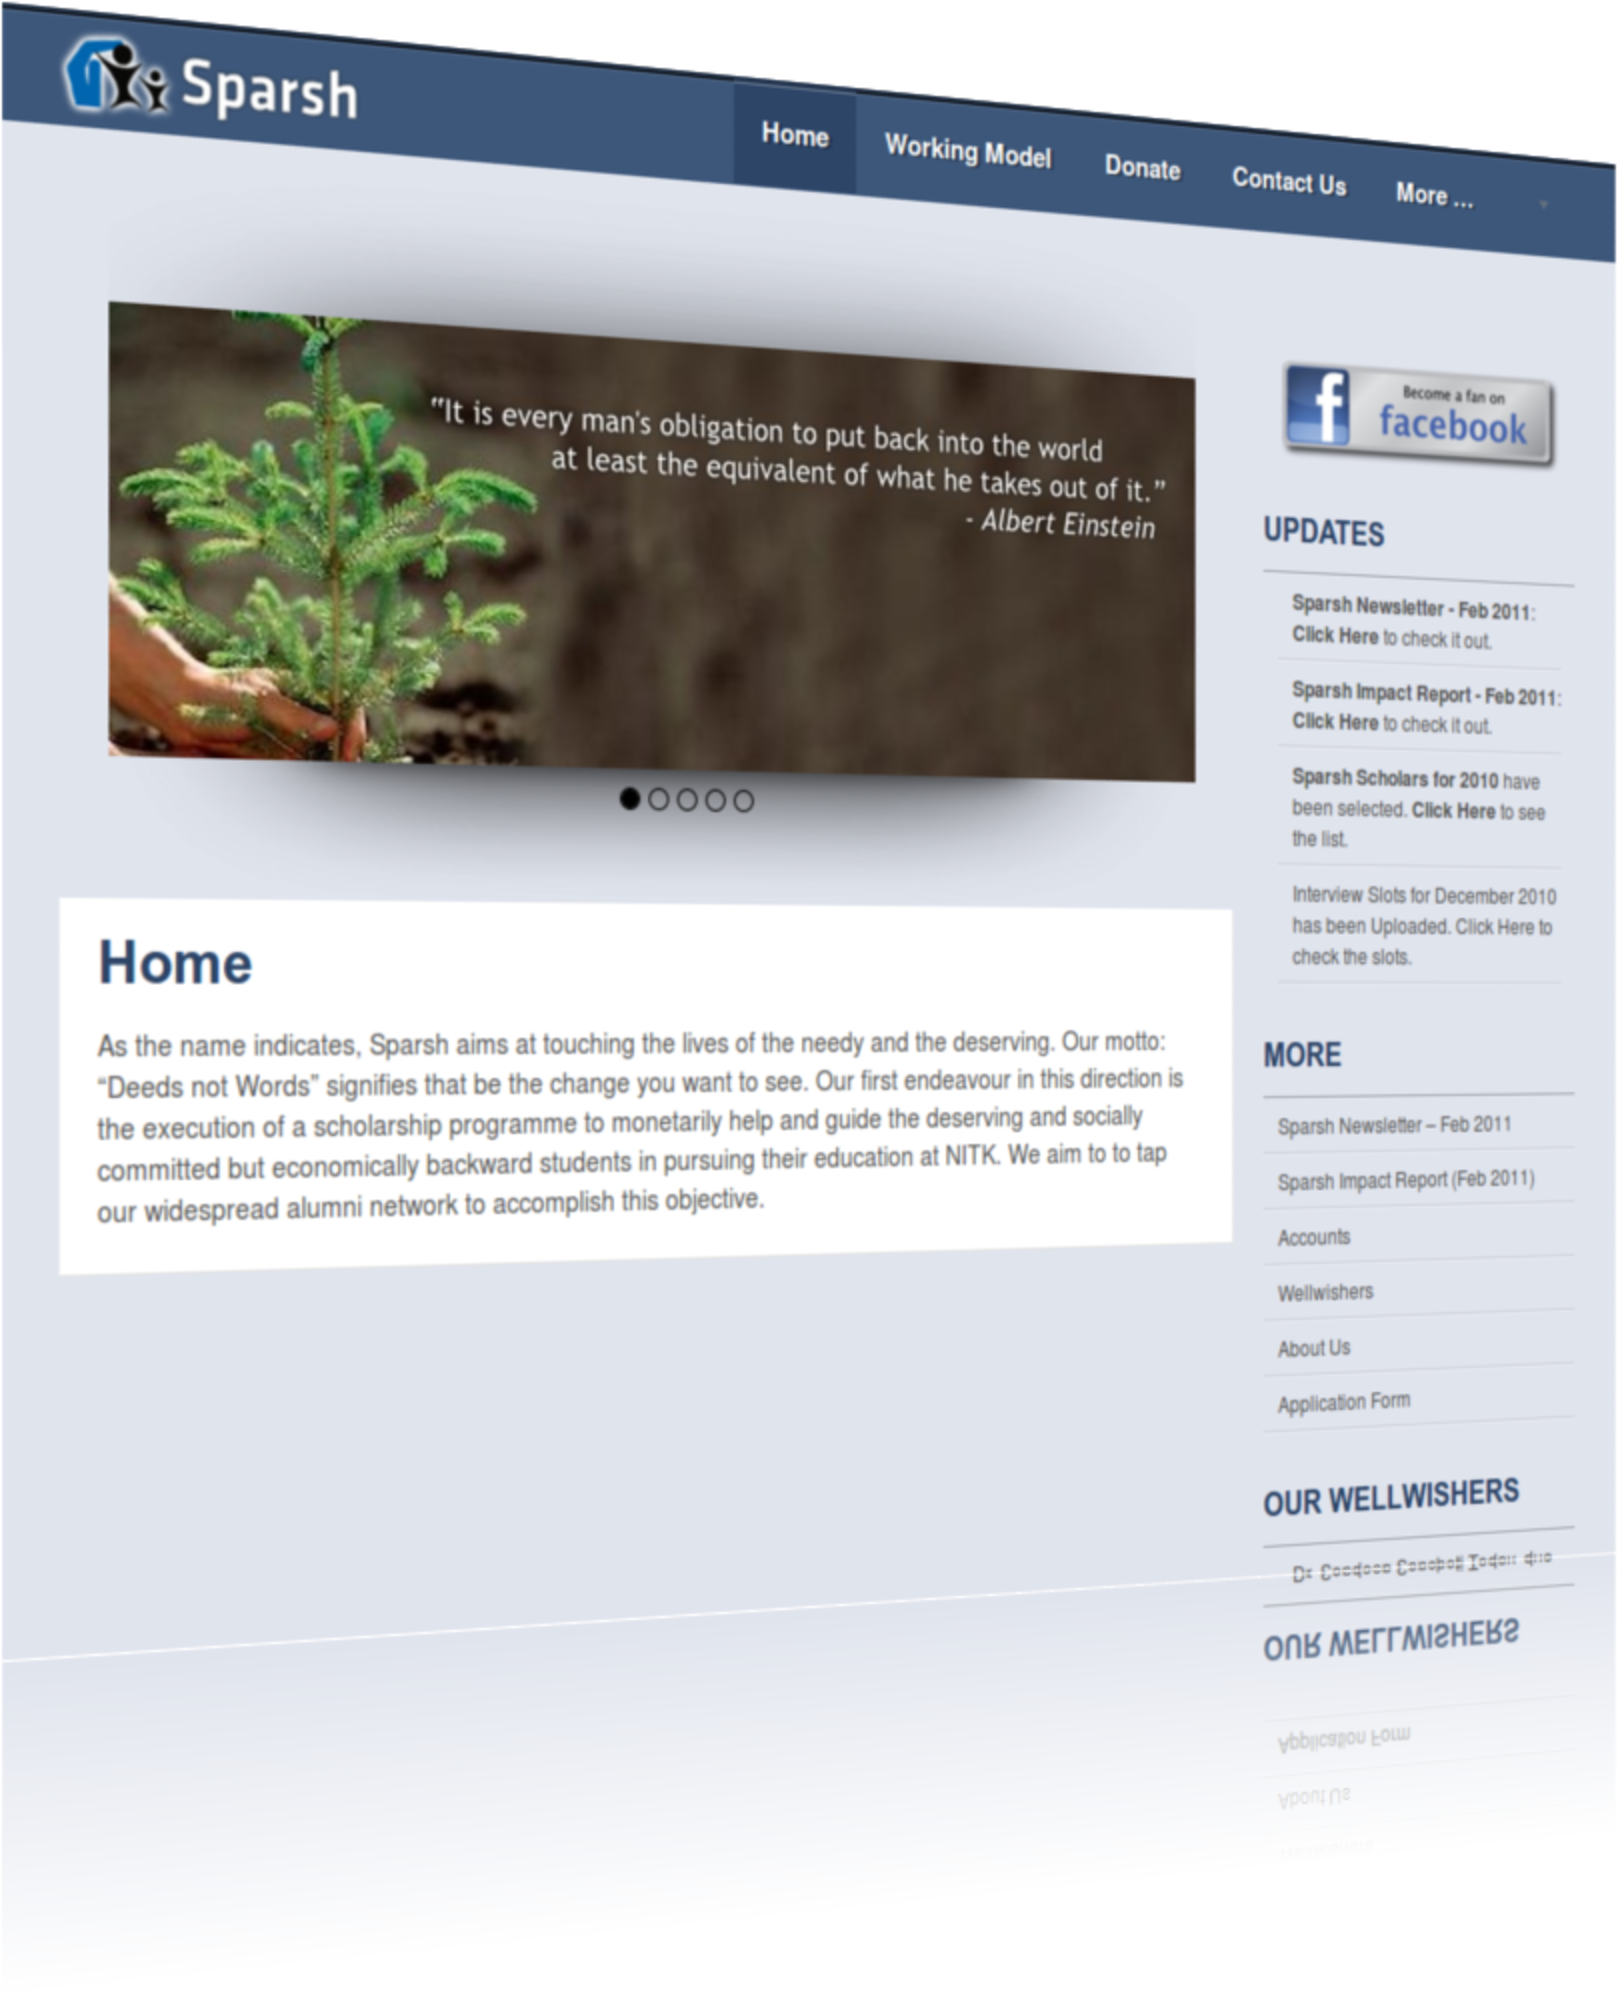 Sparsh
Home
Working Model
Donate
Contact Us
More ...
“It is every man's obligation to put back into the world
at least the equivalent of what he takes out of it.”
- Albert Einstein
Become a fan on
facebook
UPDATES
Sparsh Newsletter - Feb 2011:
Click Here to check it out.
Sparsh Impact Report - Feb 2011:
Click Here to check it out.
Sparsh Scholars for 2010 have
been selected. Click Here to see
the list.
Interview Slots for December 2010
has been Uploaded. Click Here to
check the slots.
Home
As the name indicates, Sparsh aims at touching the lives of the needy and the deserving. Our motto:
“Deeds not Words” signifies that be the change you want to see. Our first endeavour in this direction is
the execution of a scholarship programme to monetarily help and guide the deserving and socially
committed but economically backward students in pursuing their education at NITK. We aim to to tap
our widespread alumni network to accomplish this objective.
MORE
Sparsh Newsletter – Feb 2011
Sparsh Impact Report (Feb 2011)
Accounts
Wellwishers
About Us
Application Form
OUR WELLWISHERS
OUR WELLWISHERS
Application Form
About Us